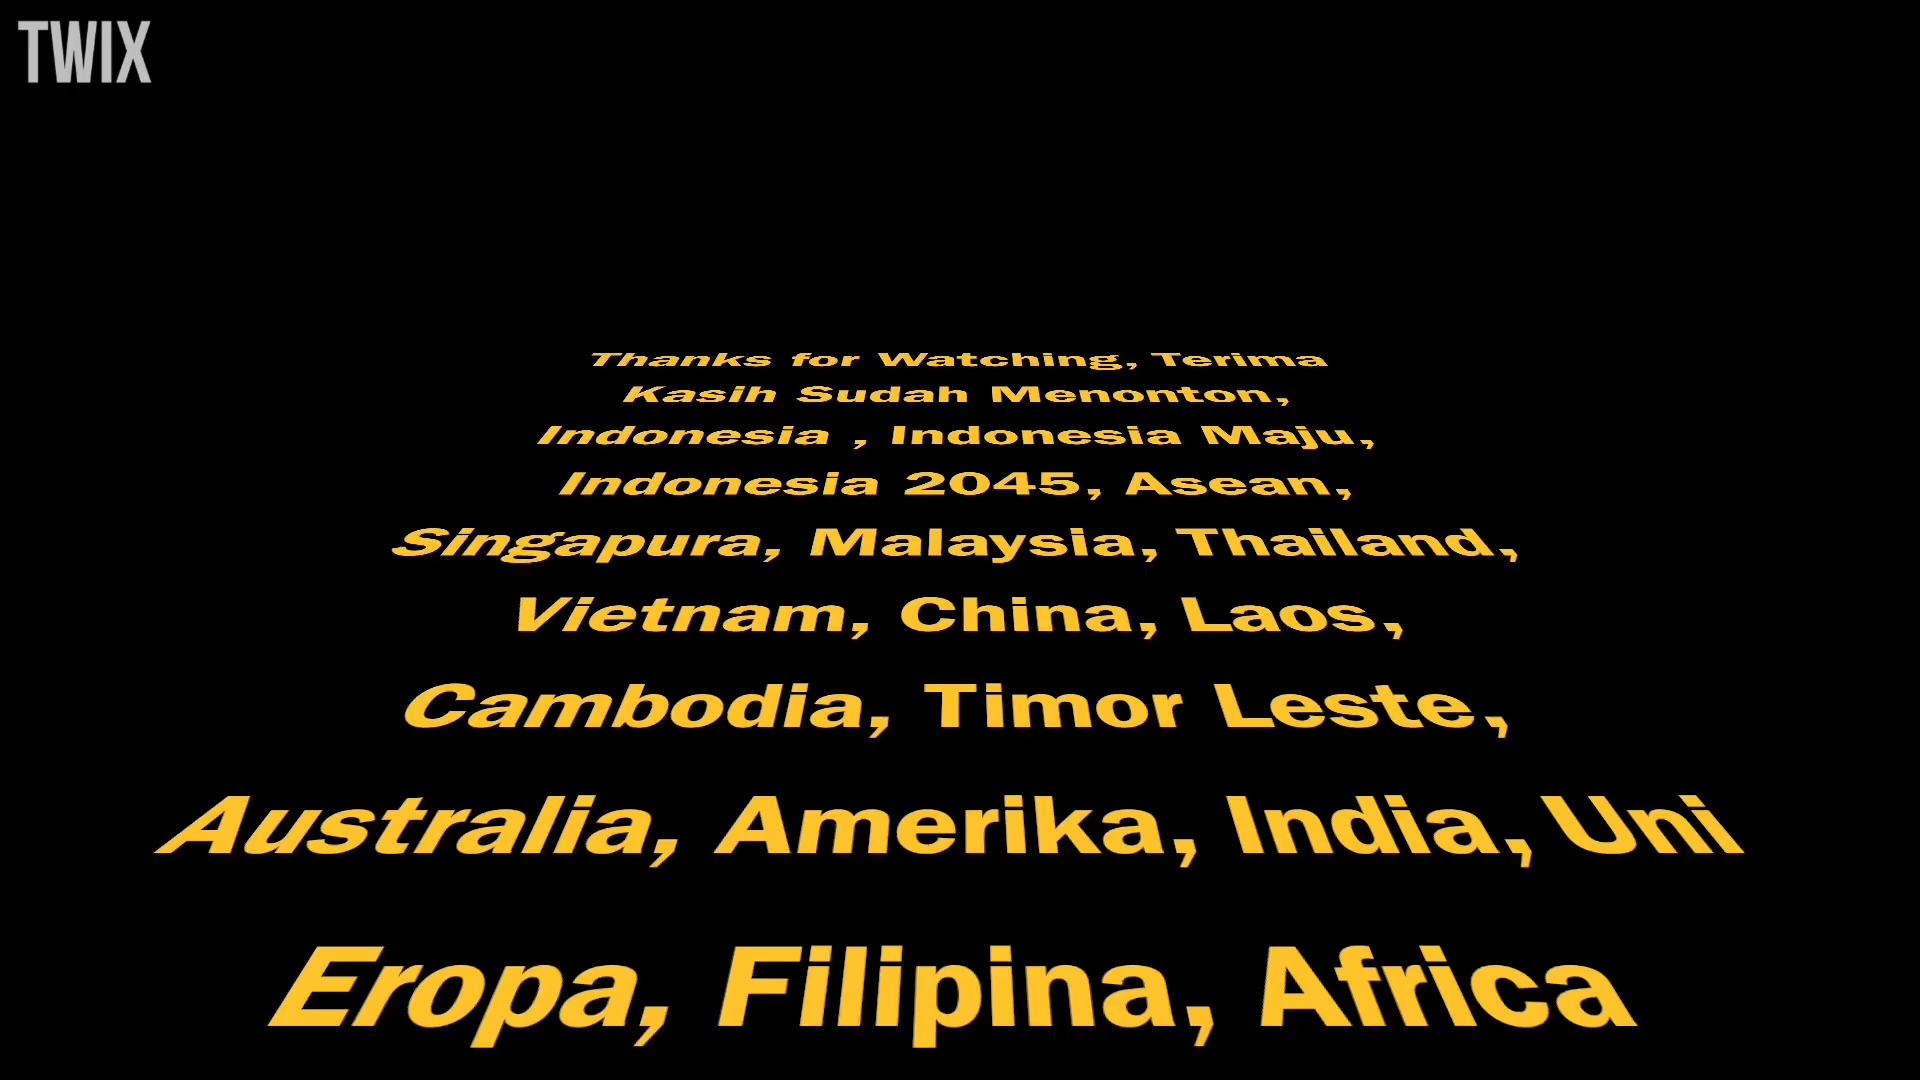 TWIX
Thanks for Watching, Terima
Kasih Sudah Menonton,
Indonesia , Indonesia Maju,
Indonesia 2045, Asean,
Singapura, Malaysia, Thailand,
Vietnam, China, Laos,
Cambodia, Timor Leste,
Australia, Amerika, India, Uni
Eropa, Filipina, Africa